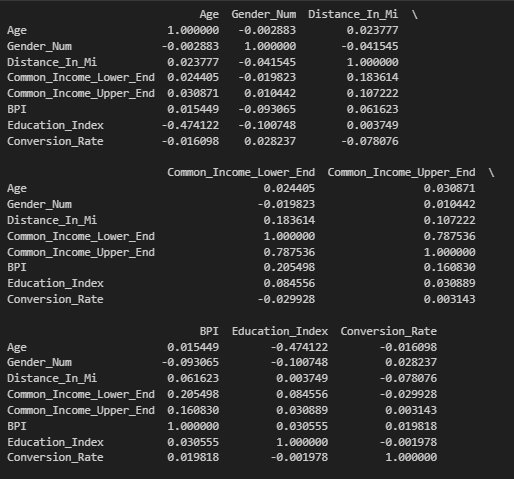 Age  Gender_Num  Distance_In_Mi  \
Age                     1.000000   -0.002883        0.023777
Gender_Num             -0.002883    1.000000       -0.041545
Distance_In_Mi          0.023777   -0.041545        1.000000
Common_Income_Lower_End 0.024405   -0.019823        0.183614
Common_Income_Upper_End 0.030871    0.010442        0.107222
BPI                     0.015449   -0.093065        0.061623
Education_Index        -0.474122   -0.100748        0.003749
Conversion_Rate        -0.016098    0.028237       -0.078076

                         Common_Income_Lower_End  Common_Income_Upper_End  \
Age                                     0.024405                 0.030871
Gender_Num                             -0.019823                 0.010442
Distance_In_Mi                          0.183614                 0.107222
Common_Income_Lower_End                 1.000000                 0.787536
Common_Income_Upper_End                 0.787536                 1.000000
BPI                                     0.205498                 0.160830
Education_Index                         0.084556                 0.030889
Conversion_Rate                        -0.029928                 0.003143

                              BPI  Education_Index  Conversion_Rate
Age                      0.015449        -0.474122        -0.016098
Gender_Num              -0.093065        -0.100748         0.028237
Distance_In_Mi           0.061623         0.003749        -0.078076
Common_Income_Lower_End  0.205498         0.084556        -0.029928
Common_Income_Upper_End  0.160830         0.030889         0.003143
BPI                      1.000000         0.030555         0.019818
Education_Index          0.030555         1.000000        -0.001978
Conversion_Rate          0.019818        -0.001978         1.000000